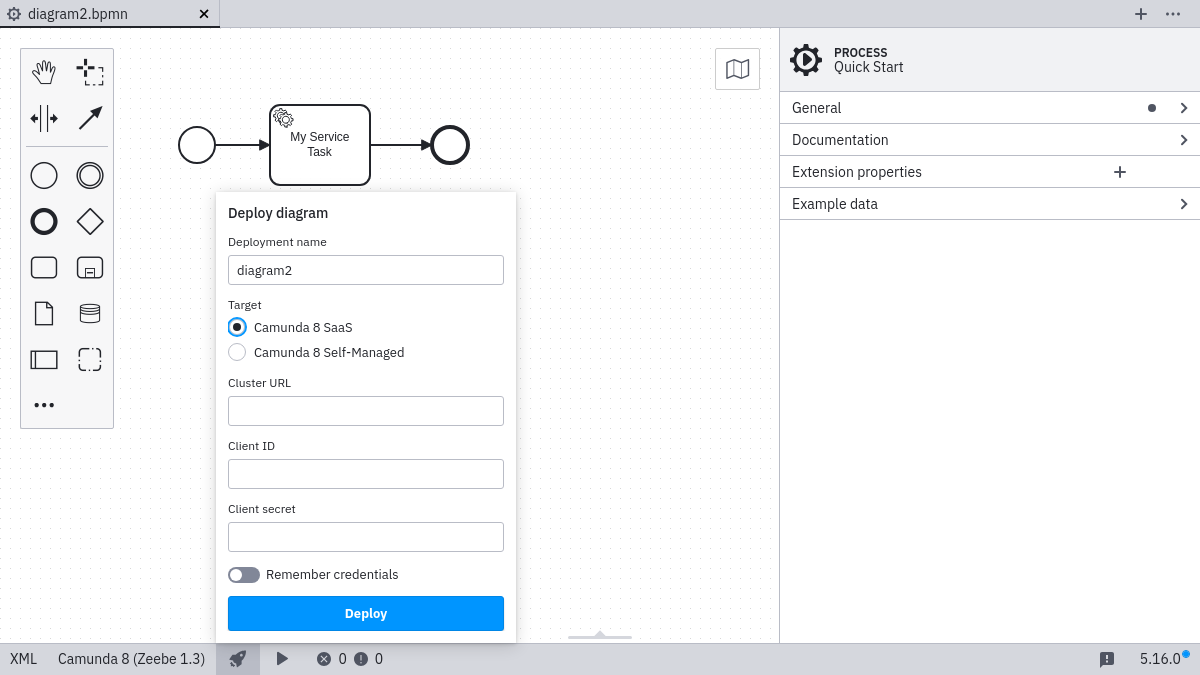 diagram2.bpmn
PROCESS
Quick Start
General
Documentation
Extension properties
Example data
My Service
Task
Deploy diagram
Deployment name
diagram2
Target
Camunda 8 SaaS
Camunda 8 Self-Managed
Cluster URL
Client ID
Client secret
Remember credentials
Deploy
XML Camunda 8 (Zeebe 1.3) 0 0 5.16.0